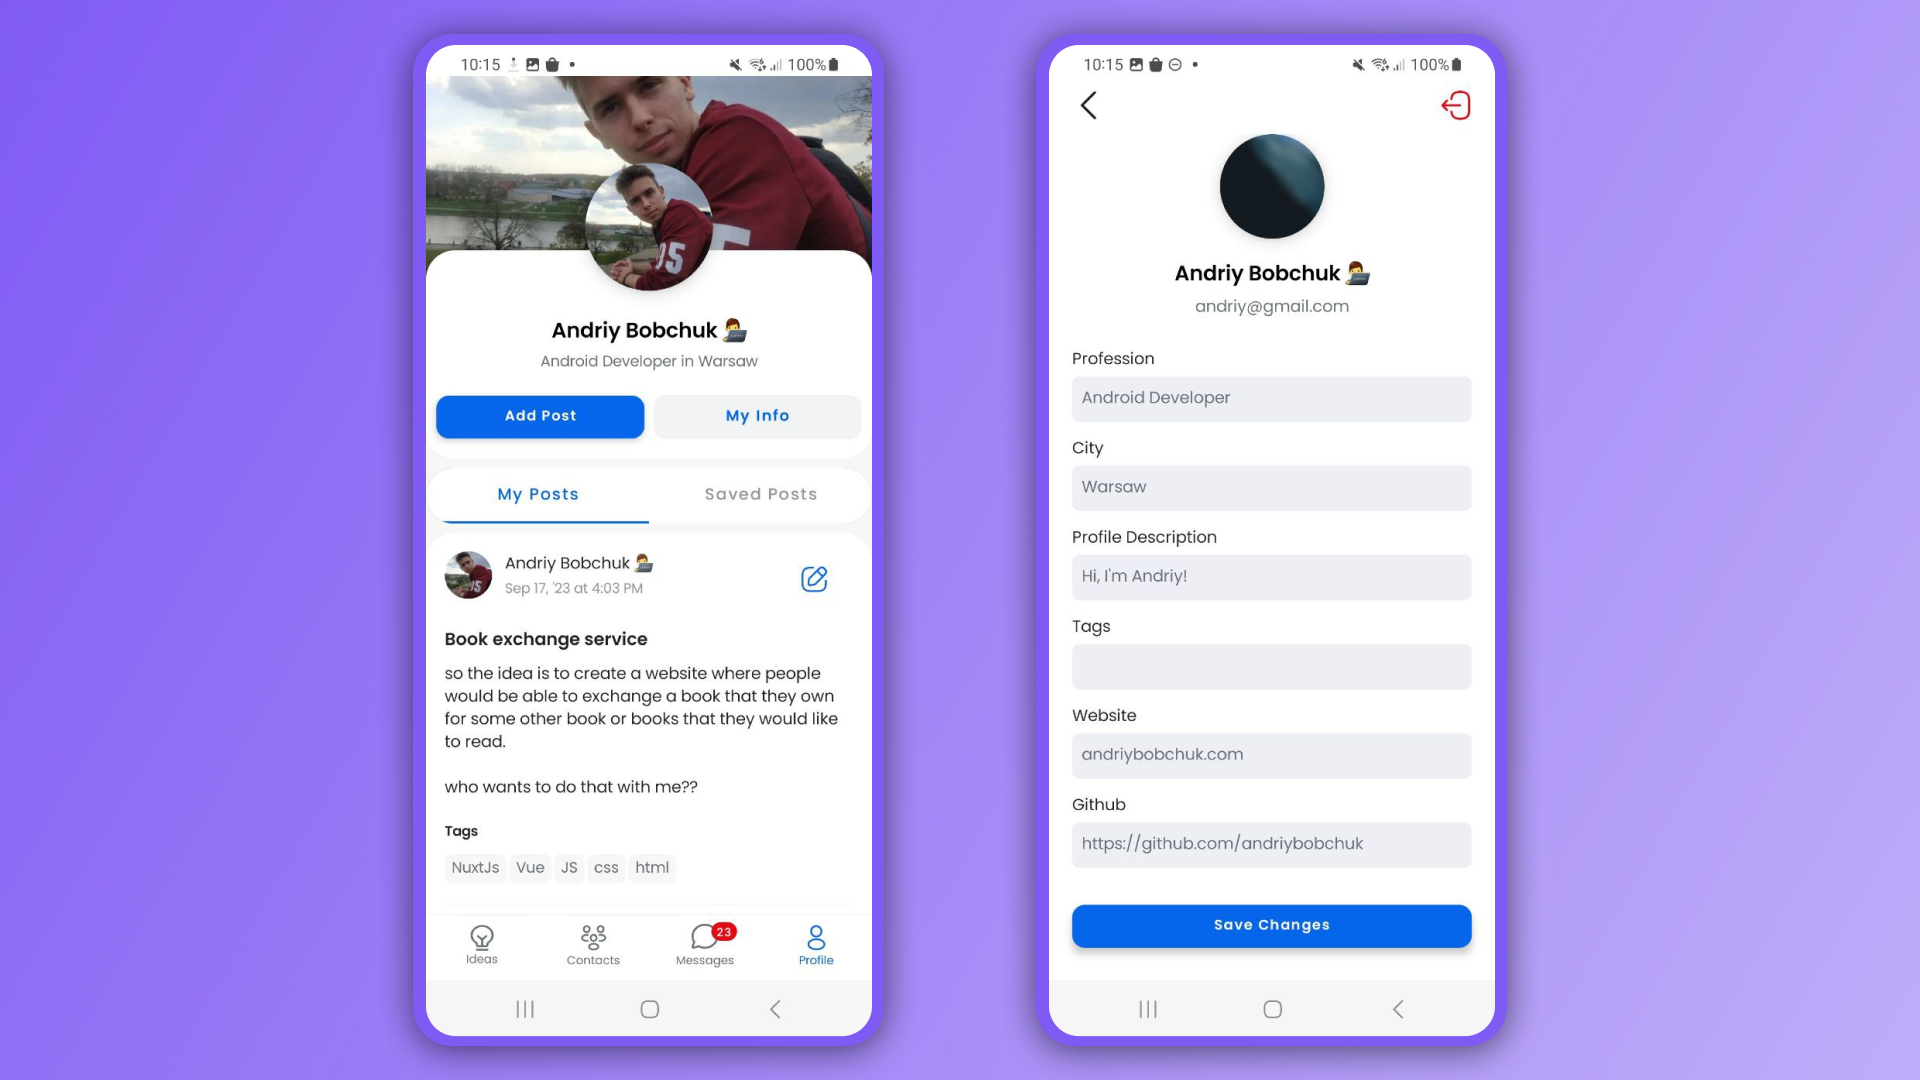 10:15
100%
Andriy Bobchuk
Android Developer in Warsaw
Add Post
My Info
My Posts
Saved Posts
Andriy Bobchuk
Sep 17, '23 at 4:03 PM
Book exchange service
so the idea is to create a website where people
would be able to exchange a book that they own
for some other book or books that they would like
to read.
who wants to do that with me??
Tags
NuxtJs Vue JS css html
23
Ideas
Contacts
Messages
Profile
10:15
100%
Andriy Bobchuk
andriy@gmail.com
Profession
Android Developer
City
Warsaw
Profile Description
Hi, I'm Andriy!
Tags
Website
andriybobchuk.com
Github
https://github.com/andriybobchuk
Save Changes